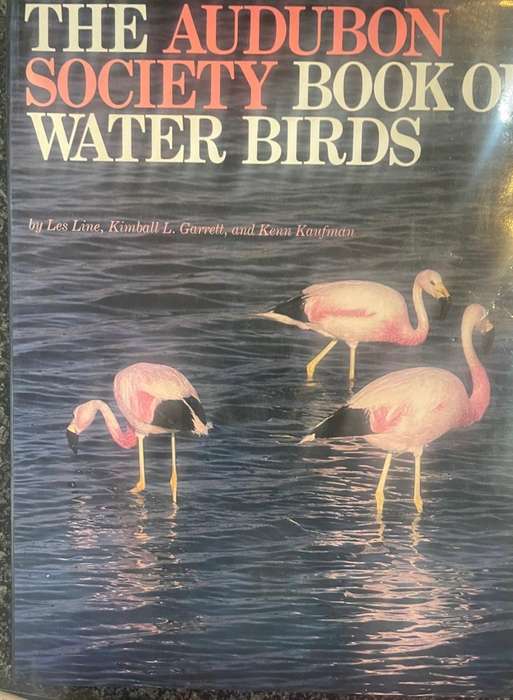 THE AUDUBON
SOCIETY BOOK OF
WATER BIRDS
by Les Line, Kimball L. Garrett, and Kenn Kaufman